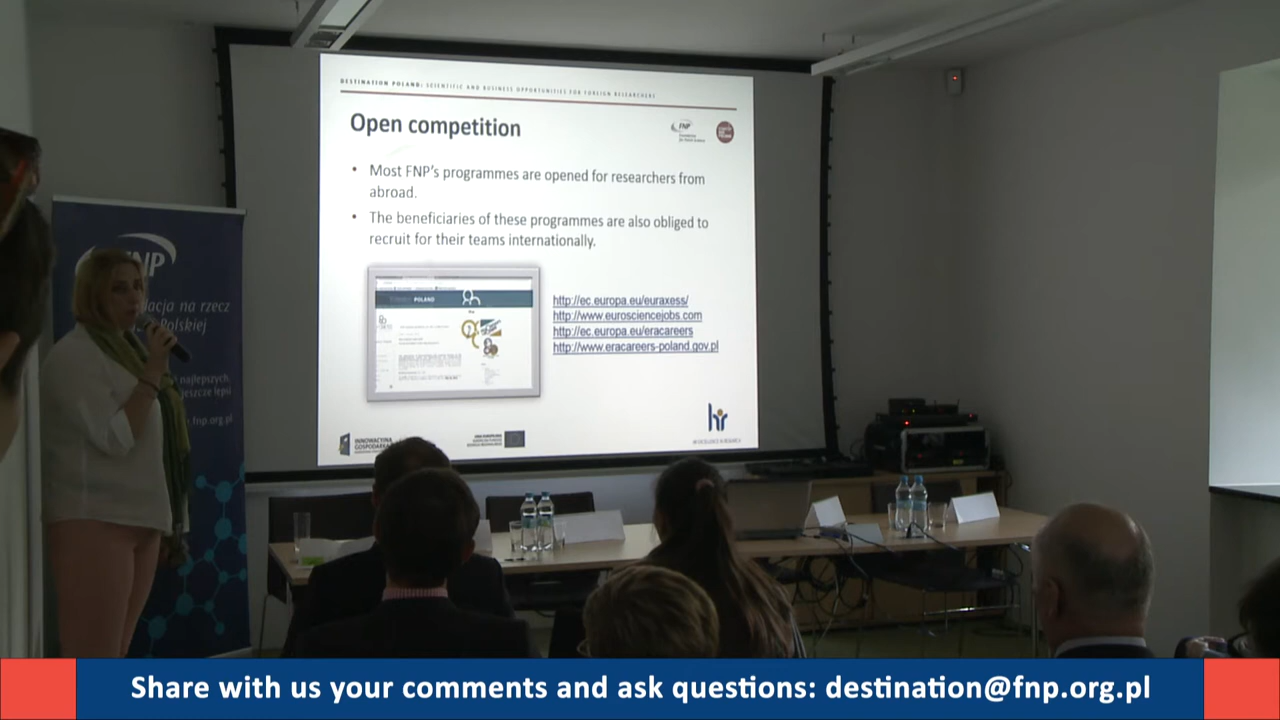 DESTINATION POLAND: SCIENTIFIC AND BUSINESS OPPORTUNITIES FOR FOREIGN RESEARCHERS
Open competition
FNP
• Most FNP's programmes are opened for researchers from
abroad.
• The beneficiaries of these programmes are also obliged to
recruit for their teams internationally.
POLAND
http://ec.europa.eu/euraxess/
http://www.eurosciencejobs.com
http://ec.europa.eu/eracareers
http://www.eracareers-poland.gov.pl
INNOWACYJNA
GOSPODARKA
hr
HR EXCELLENCE IN RESEARCH
FNP
acja na rzecz
Polskiej
najlepszych,
jeszcze lepsi
fnp.org.pl
Share with us your comments and ask questions: destination@fnp.org.pl